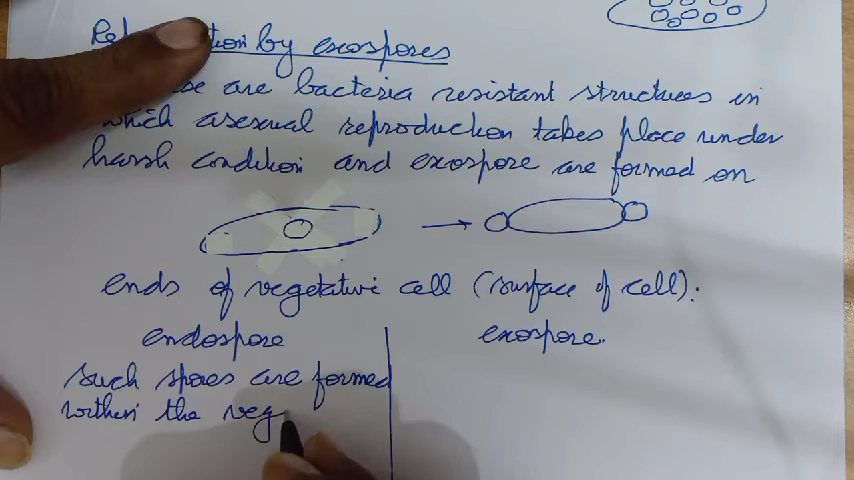 by exospores
are bacteria resistant structures in
which asexual reproduction takes place under
harsh condition and exospore are formed on
ends of vegetative cell (surface of cell).
endospore
exospore.
such spores are formed
within the veg